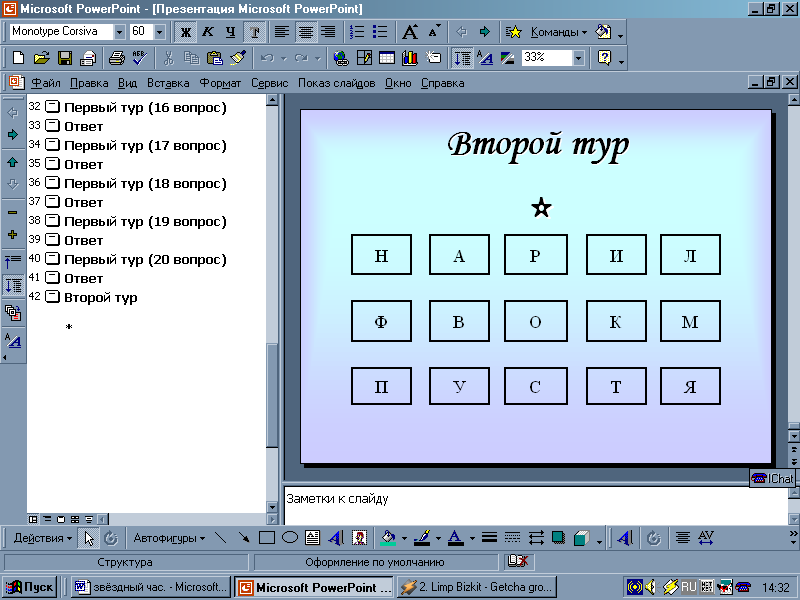 Microsoft PowerPoint - [Презентация Microsoft PowerPoint]
Monotype Corsiva 60 Ж К Ч Т Команды
33%
Файл Правка Вид Вставка Формат Сервис Показ слайдов Окно Справка
32 Первый тур (16 вопрос)
33 Ответ
34 Первый тур (17 вопрос)
35 Ответ
36 Первый тур (18 вопрос)
37 Ответ
38 Первый тур (19 вопрос)
39 Ответ
40 Первый тур (20 вопрос)
41 Ответ
42 Второй тур
*
Второй тур
Н А Р И Л
Ф В О К М
П У С Т Я
IChat
Заметки к слайду
Действия Автофигуры
Структура Оформление по умолчанию
Пуск звёздный час. - Microsoft... Microsoft PowerPoint ... 2. Limp Bizkit - Getcha gro... RU 14:32